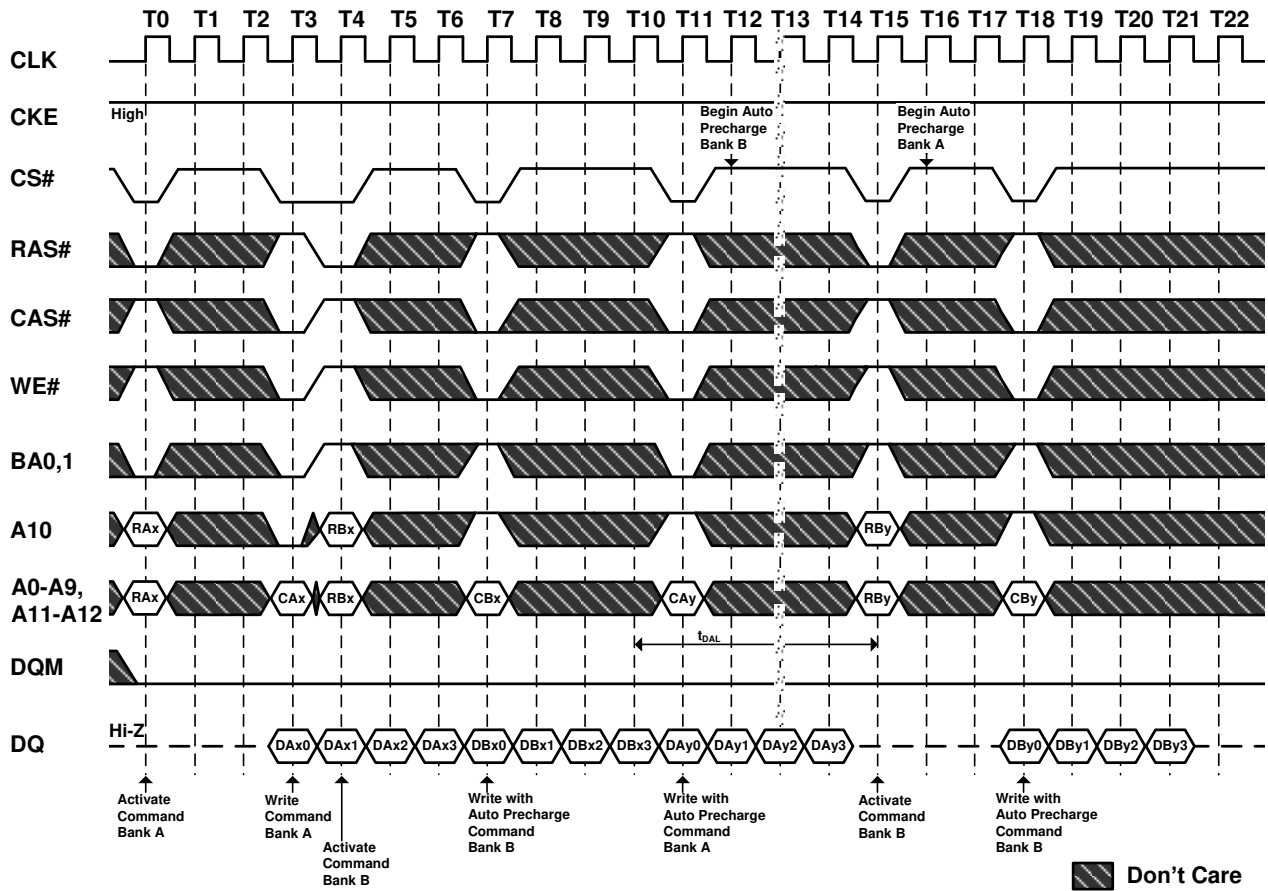 T0 T1 T2 T3 T4 T5 T6 T7 T8 T9 T10 T11 T12 T13 T14 T15 T16 T17 T18 T19 T20 T21 T22
CLK
CKE
High
Begin Auto
Precharge
Bank B
Begin Auto
Precharge
Bank A
CS#
RAS#
CAS#
WE#
BA0,1
A10
RAx RBx RBy
A0-A9,
A11-A12
RAx CAx RBx CBx CAy RBy CBy
tDAL
DQM
DQ
Hi-Z
DAx0 DAx1 DAx2 DAx3 DBx0 DBx1 DBx2 DBx3 DAy0 DAy1 DAy2 DAy3 DBy0 DBy1 DBy2 DBy3
Activate
Command
Bank A
Write
Command
Bank A
Activate
Command
Bank B
Write with
Auto Precharge
Command
Bank B
Write with
Auto Precharge
Command
Bank A
Activate
Command
Bank B
Write with
Auto Precharge
Command
Bank B
Don't Care